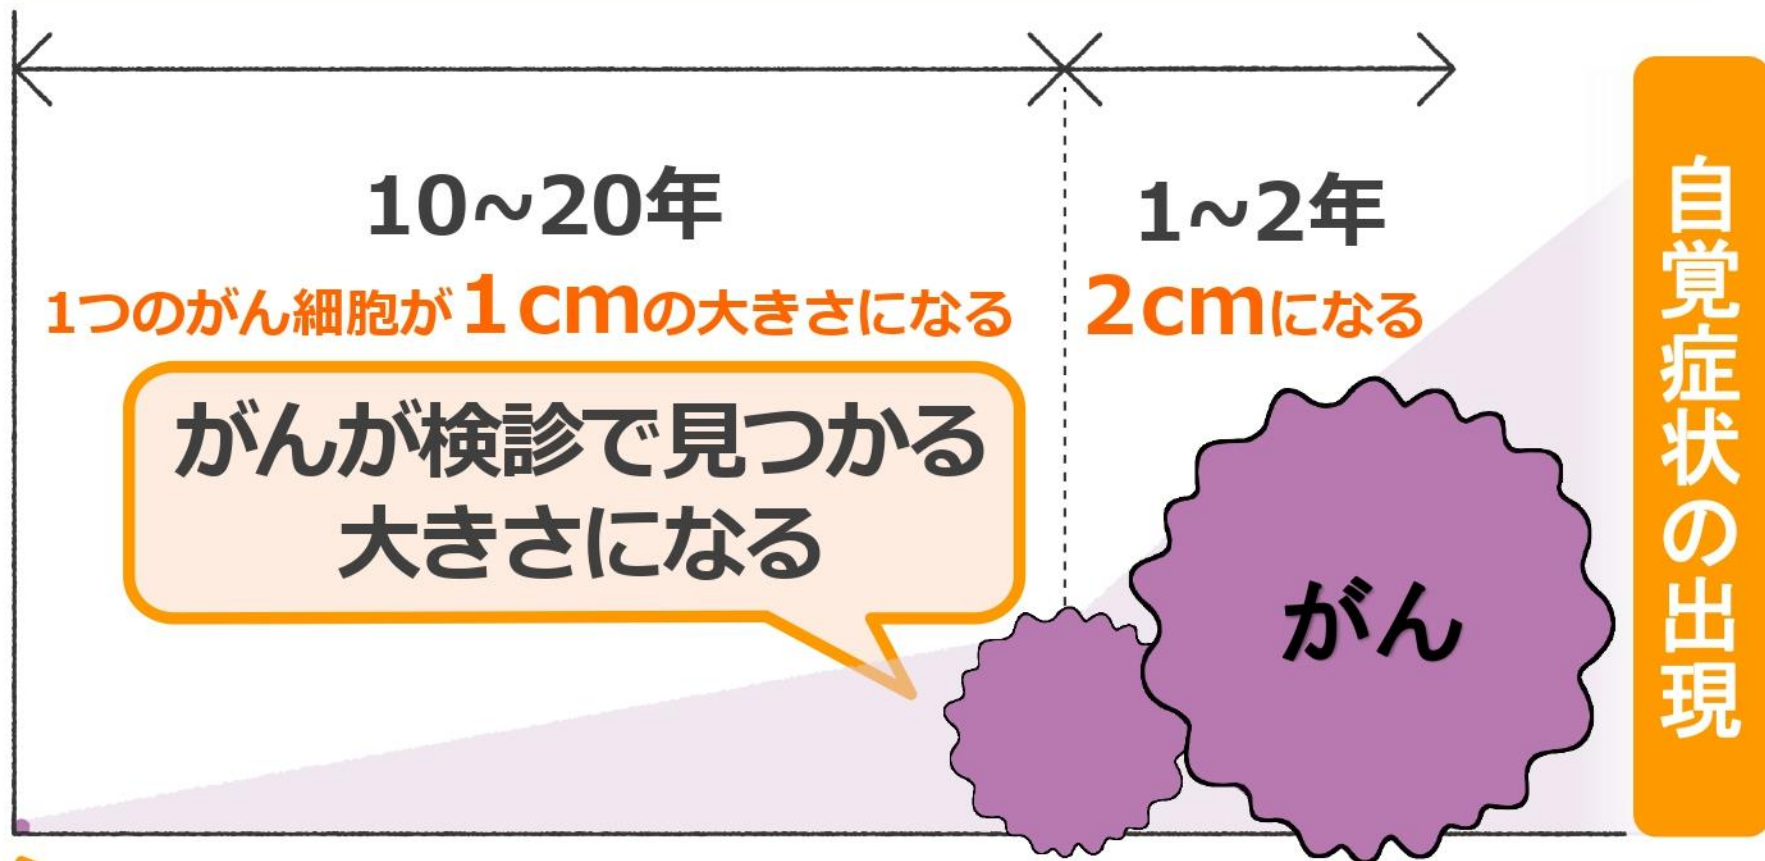 10~20年
1つのがん細胞が1cmの大きさになる
1~2年
2cmになる
がんが検診で見つかる
大きさになる
がん
自覚症状の出現